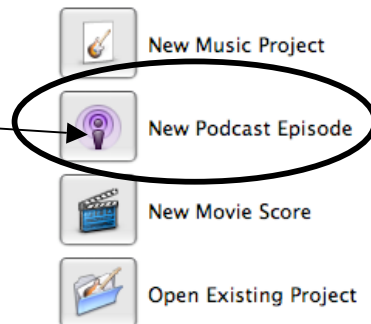 New Music Project
New Podcast Episode
New Movie Score
Open Existing Project